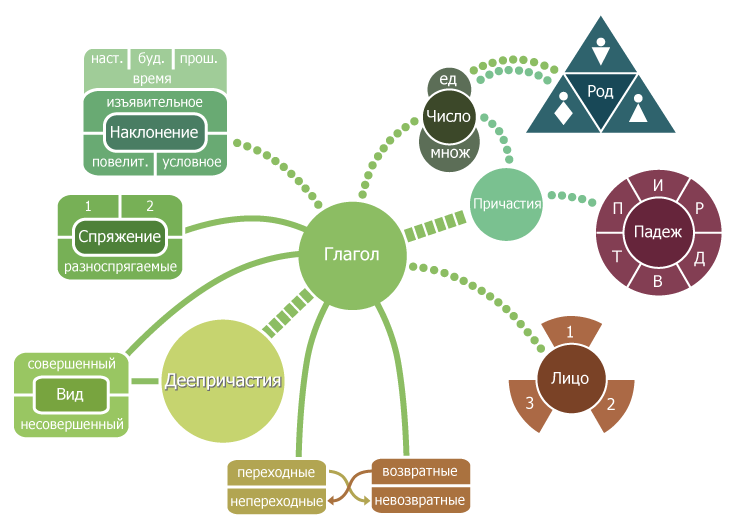 наст. буд. прош.
время
изъявительное
Наклонение
повелит. условное
ед
Число
множ
Род
Причастия
И
П Р
Падеж
Т Д
В
1 2
Спряжение
разноспрягаемые
Глагол
совершенный
Вид
несовершенный
Деепричастия
1
Лицо
3 2
переходные
непереходные
возвратные
невозвратные